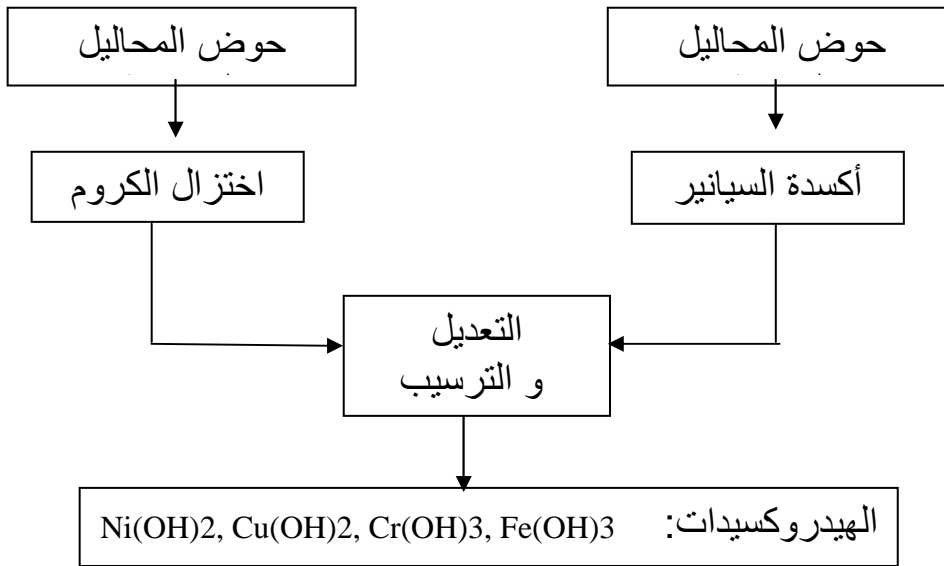 حوض المحاليل
حوض المحاليل
أكسدة السيانير
اختزال الكروم
التعديل
و الترسيب
الهيدروكسيدات: Ni(OH)2, Cu(OH)2, Cr(OH)3, Fe(OH)3